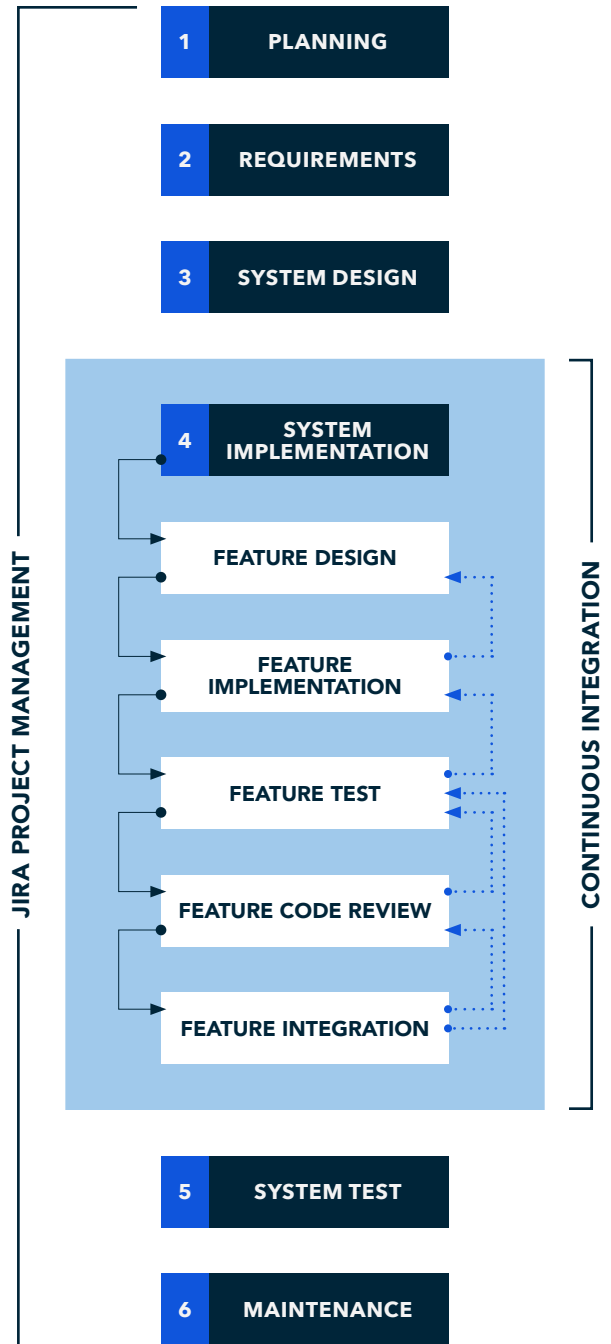 1 PLANNING
2 REQUIREMENTS
3 SYSTEM DESIGN
4 SYSTEM
IMPLEMENTATION
FEATURE DESIGN
FEATURE
IMPLEMENTATION
FEATURE TEST
FEATURE CODE REVIEW
FEATURE INTEGRATION
5 SYSTEM TEST
6 MAINTENANCE
JIRA PROJECT MANAGEMENT
CONTINUOUS INTEGRATION